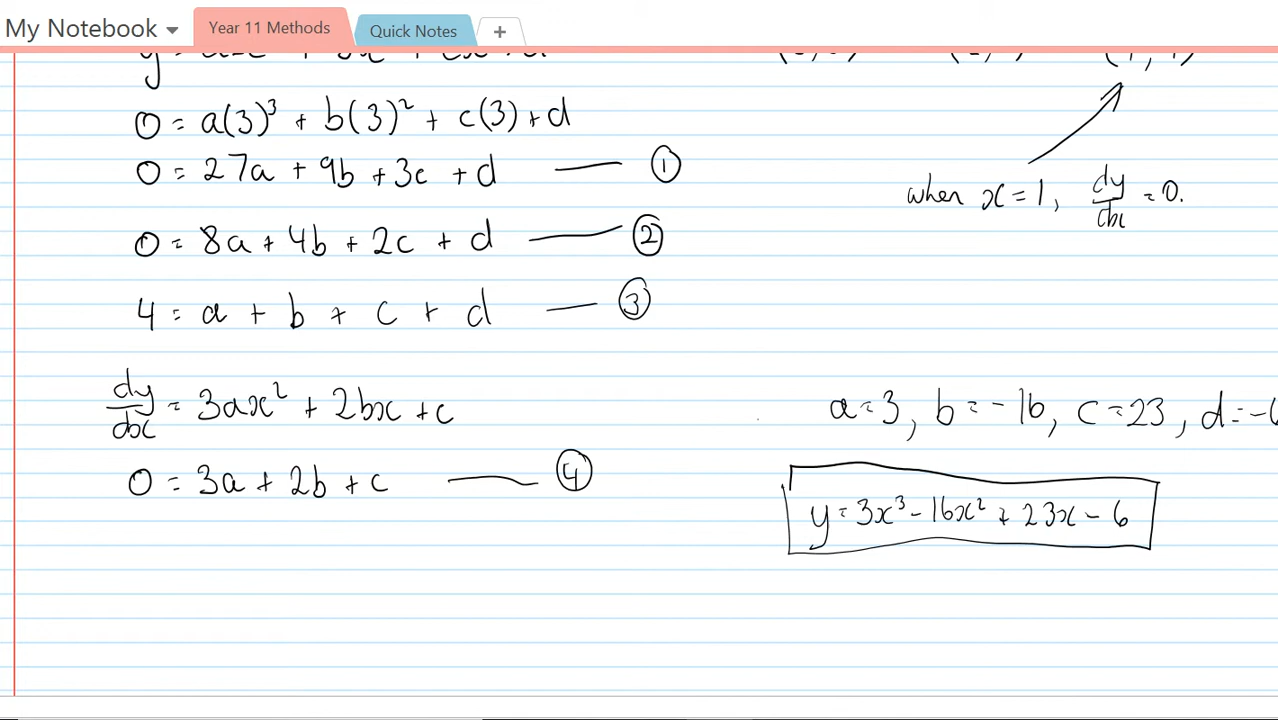 My Notebook Year 11 Methods Quick Notes +
0 = a(3)³ + b(3)² + c(3) + d
0 = 27a + 9b + 3c + d —— ①
when x = 1, dy/dx = 0.
0 = 8a + 4b + 2c + d —— ②
4 = a + b + c + d —— ③
dy/dx = 3ax² + 2bx + c
a = 3, b = -16, c = 23, d = -6
0 = 3a + 2b + c —— ④
y = 3x³ - 16x² + 23x - 6